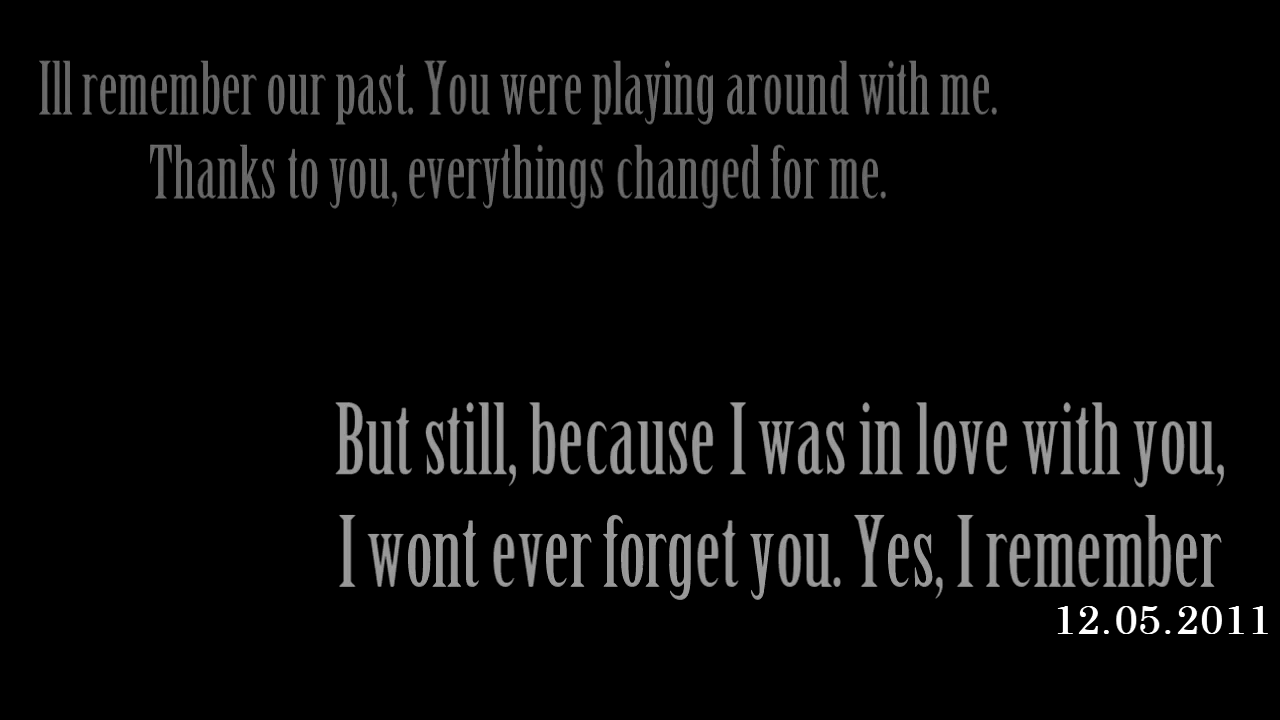 Ill remember our past. You were playing around with me.
Thanks to you, everythings changed for me.
But still, because I was in love with you,
I wont ever forget you. Yes, I remember
12.05.2011